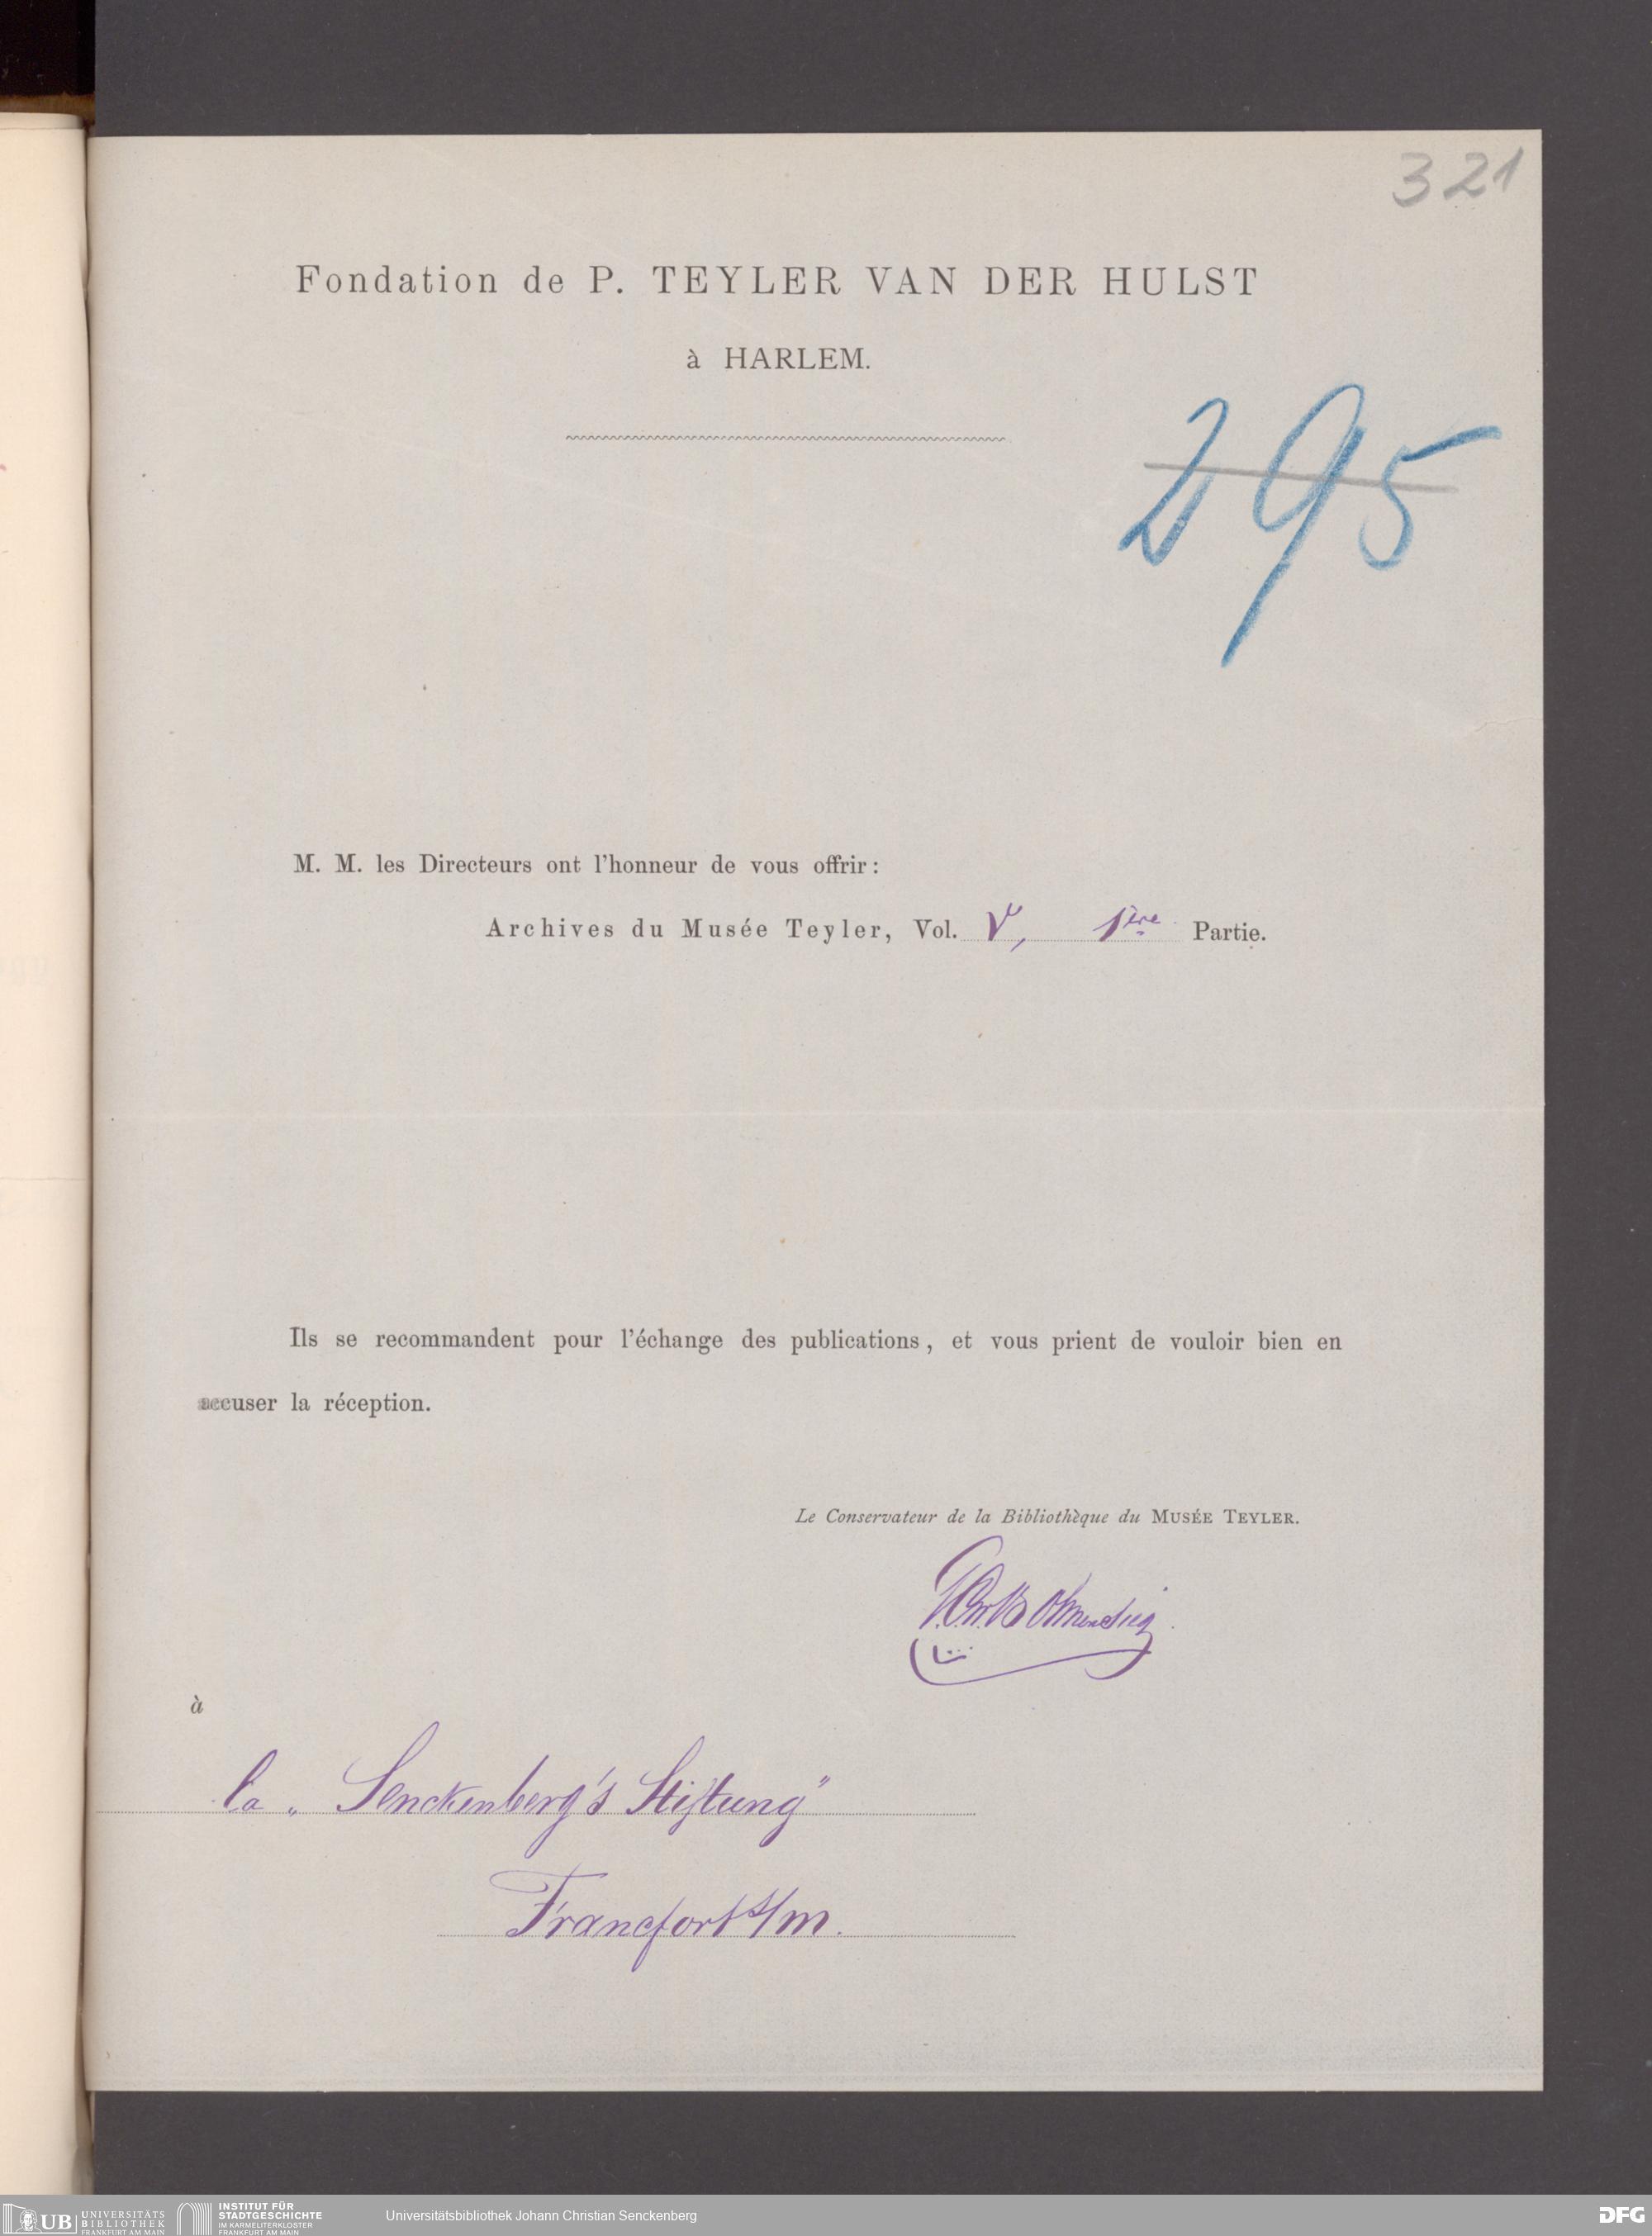 321
Fondation de P. TEYLER VAN DER HULST
à HARLEM.
295
M. M. les Directeurs ont l'honneur de vous offrir:
Archives du Musée Teyler, Vol. V, 1ère Partie.
Ils se recommandent pour l'échange des publications, et vous prient de vouloir bien en
accuser la réception.
Le Conservateur de la Bibliothèque du MUSÉE TEYLER.
à
la „Senckenberg's Stiftung"
Francfort s/m.
UB UNIVERSITÄTS BIBLIOTHEK FRANKFURT AM MAIN
INSTITUT FÜR STADTGESCHICHTE IM KARMELITERKLOSTER FRANKFURT AM MAIN
Universitätsbibliothek Johann Christian Senckenberg
DFG